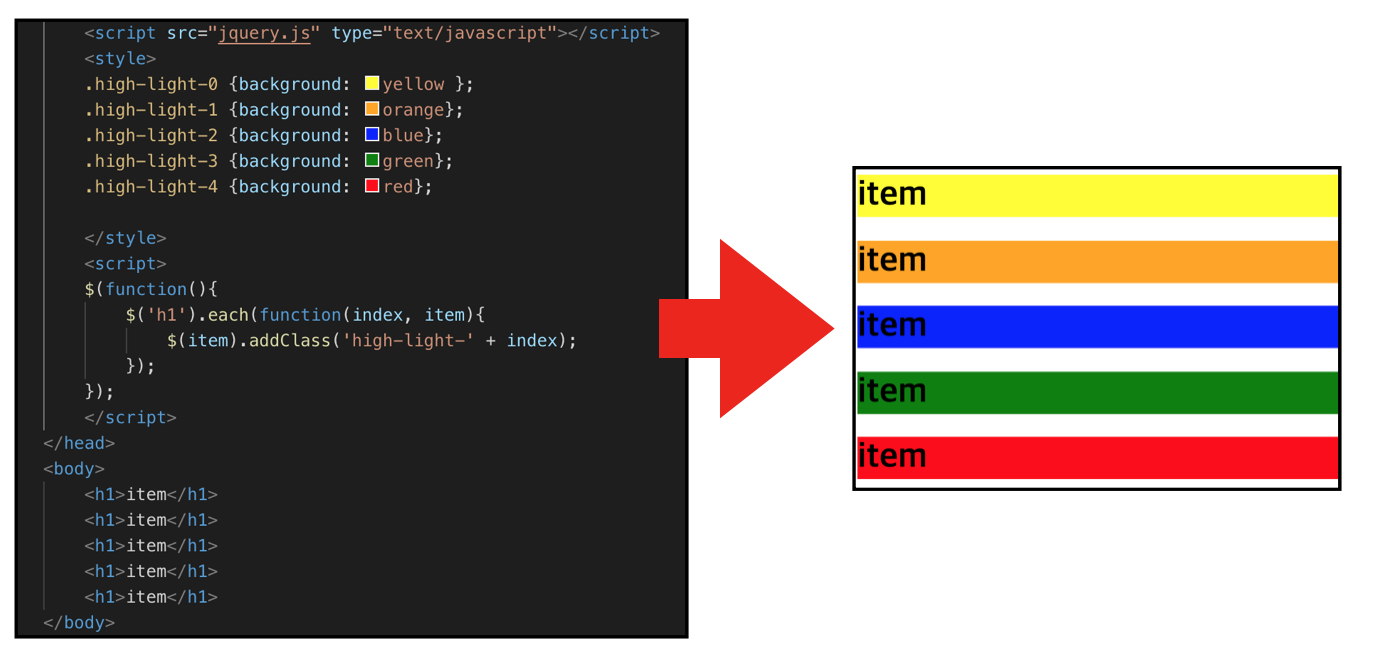 <script src="jquery.js" type="text/javascript"></script>
<style>
.high-light-0 {background: yellow };
.high-light-1 {background: orange};
.high-light-2 {background: blue};
.high-light-3 {background: green};
.high-light-4 {background: red};
</style>
<script>
$(function(){
$('h1').each(function(index, item){
$(item).addClass('high-light-' + index);
});
});
</script>
</head>
<body>
<h1>item</h1>
<h1>item</h1>
<h1>item</h1>
<h1>item</h1>
<h1>item</h1>
</body>
item
item
item
item
item